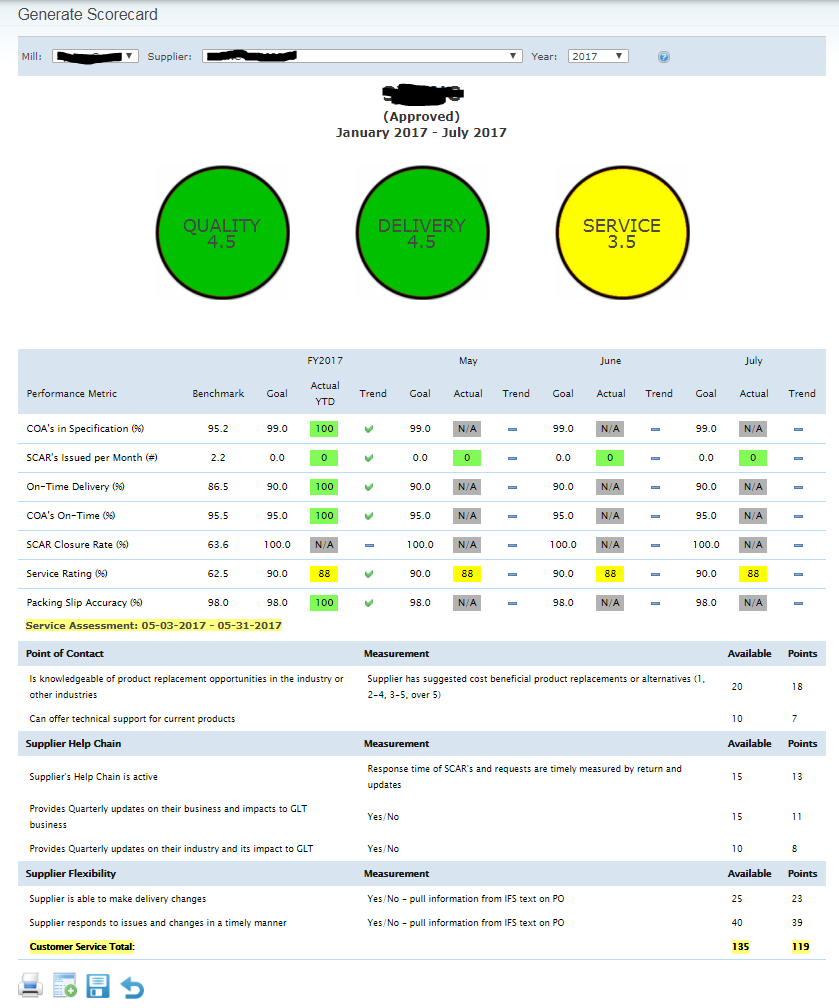 Generate Scorecard
Mill: Supplier: Year: 2017
(Approved)
January 2017 - July 2017
QUALITY
4.5
DELIVERY
4.5
SERVICE
3.5
FY2017 May June July
Performance Metric Benchmark Goal Actual YTD Trend Goal Actual Trend Goal Actual Trend Goal Actual Trend
COA's in Specification (%) 95.2 99.0 100 99.0 N/A 99.0 N/A 99.0 N/A
SCAR's Issued per Month (#) 2.2 0.0 0 0.0 0 0.0 0 0.0 0
On-Time Delivery (%) 86.5 90.0 100 90.0 N/A 90.0 N/A 90.0 N/A
COA's On-Time (%) 95.5 95.0 100 95.0 N/A 95.0 N/A 95.0 N/A
SCAR Closure Rate (%) 63.6 100.0 N/A 100.0 N/A 100.0 N/A 100.0 N/A
Service Rating (%) 62.5 90.0 88 90.0 88 90.0 88 90.0 88
Packing Slip Accuracy (%) 98.0 98.0 100 98.0 N/A 98.0 N/A 98.0 N/A
Service Assessment: 05-03-2017 - 05-31-2017
Point of Contact Measurement Available Points
Is knowledgeable of product replacement opportunities in the industry or
other industries
Supplier has suggested cost beneficial product replacements or alternatives (1,
2-4, 3-5, over 5)
20 18
Can offer technical support for current products 10 7
Supplier Help Chain Measurement Available Points
Supplier's Help Chain is active
Response time of SCAR's and requests are timely measured by return and
updates
15 13
Provides Quarterly updates on their business and impacts to GLT
business
Yes/No 15 11
Provides Quarterly updates on their industry and its impact to GLT Yes/No 10 8
Supplier Flexibility Measurement Available Points
Supplier is able to make delivery changes Yes/No - pull information from IFS text on PO 25 23
Supplier responds to issues and changes in a timely manner Yes/No - pull information from IFS text on PO 40 39
Customer Service Total: 135 119